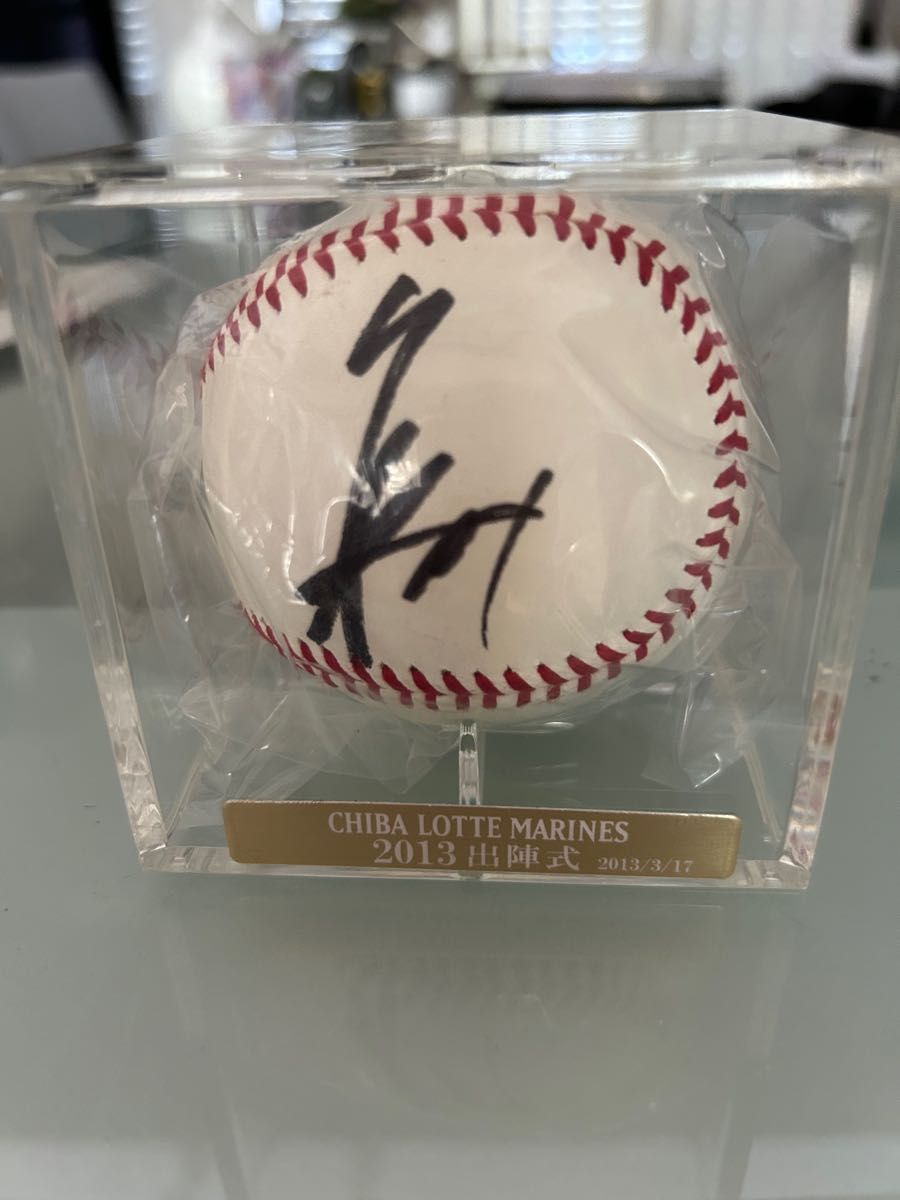 CHIBA LOTTE MARINES
2013 出陣式 2013/3/17